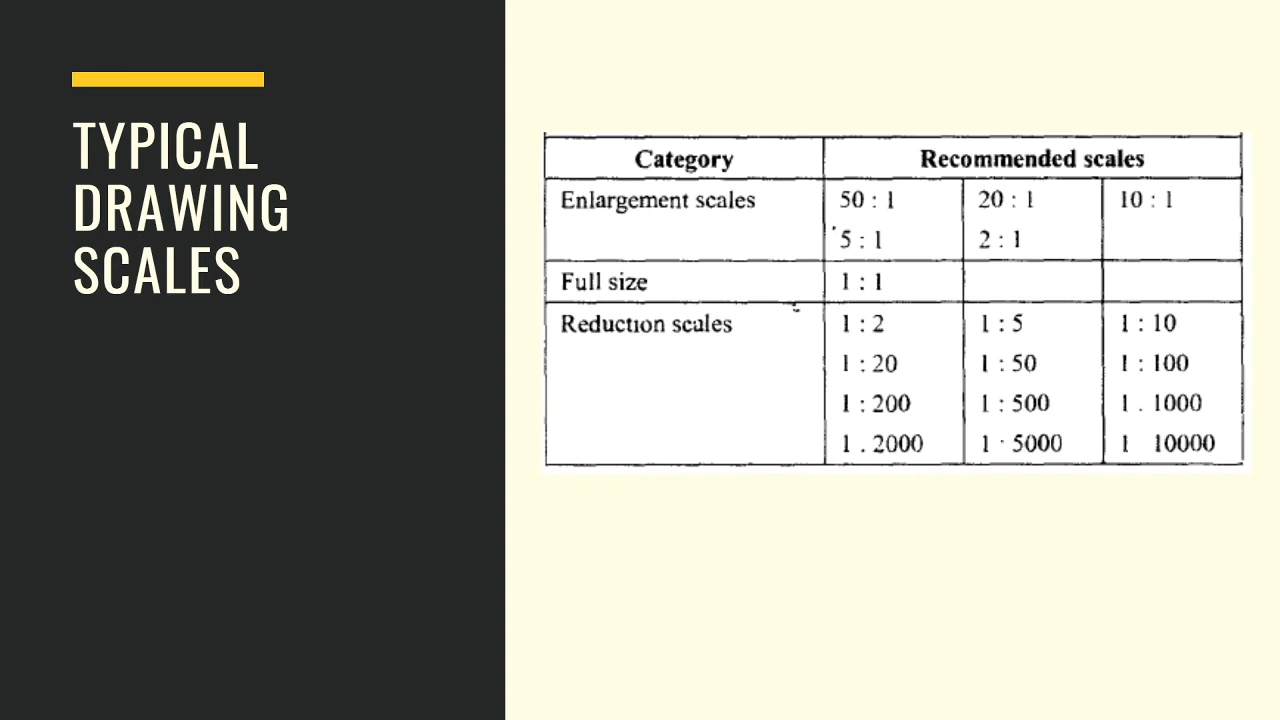 TYPICAL
DRAWING
SCALES
Category Recommended scales
Enlargement scales 50 : 1 20 : 1 10 : 1
5 : 1 2 : 1
Full size 1 : 1
Reduction scales 1 : 2 1 : 5 1 : 10
1 : 20 1 : 50 1 : 100
1 : 200 1 : 500 1 . 1000
1 . 2000 1 · 5000 1 10000